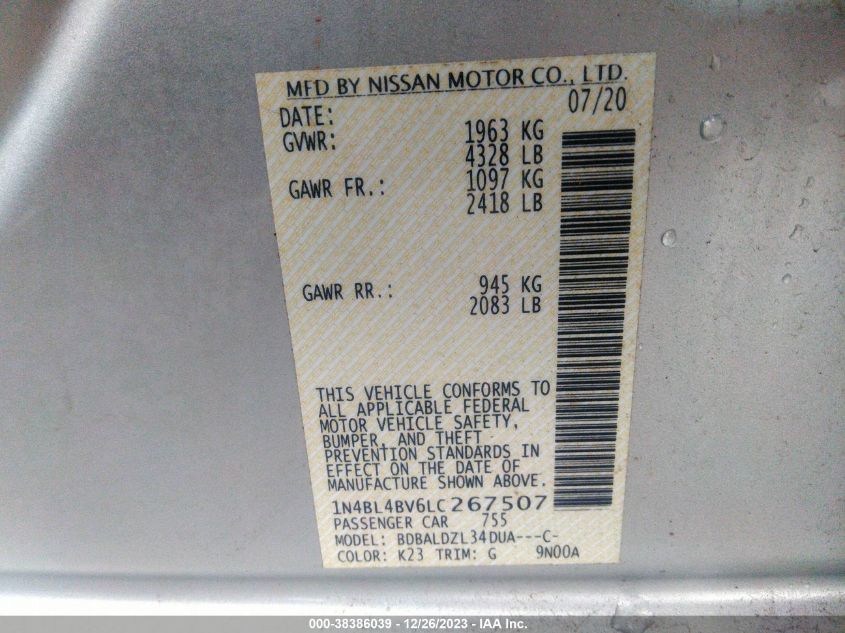 MFD BY NISSAN MOTOR CO., LTD.
DATE: 07/20
GVWR: 1963 KG
4328 LB
GAWR FR.: 1097 KG
2418 LB
GAWR RR.: 945 KG
2083 LB
THIS VEHICLE CONFORMS TO
ALL APPLICABLE FEDERAL
MOTOR VEHICLE SAFETY,
BUMPER, AND THEFT
PREVENTION STANDARDS IN
EFFECT ON THE DATE OF
MANUFACTURE SHOWN ABOVE.
1N4BL4BV6LC267507
PASSENGER CAR 755
MODEL: BDBALDZL34DUA---C-
COLOR: K23 TRIM: G 9N00A
000-38386039 - 12/26/2023 - IAA Inc.